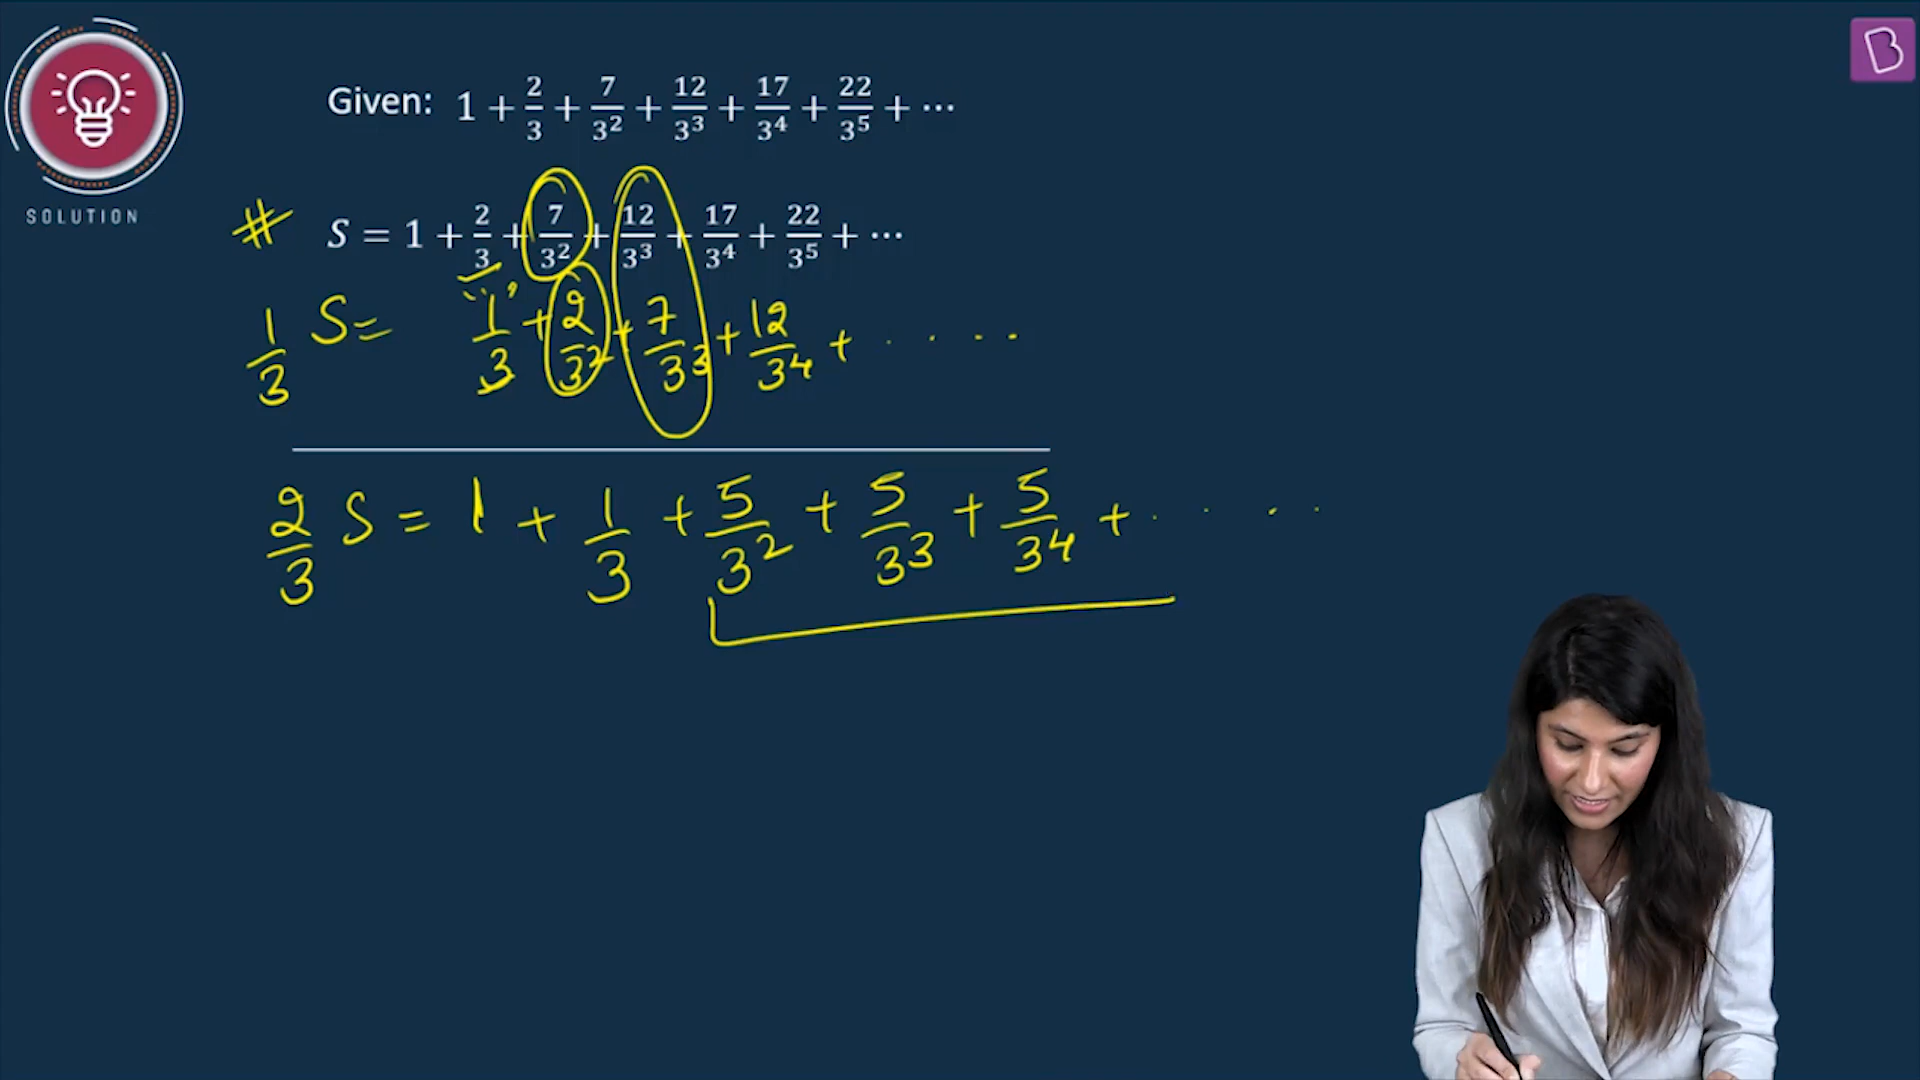 B
Given: 1 + 2/3 + 7/3² + 12/3³ + 17/3⁴ + 22/3⁵ + ⋯
SOLUTION
# S = 1 + 2/3 + 7/3² + 12/3³ + 17/3⁴ + 22/3⁵ + ⋯
1/3 S = 1/3 + 2/3² + 7/3³ + 12/3⁴ + ....
2/3 S = 1 + 1/3 + 5/3² + 5/3³ + 5/3⁴ + ....